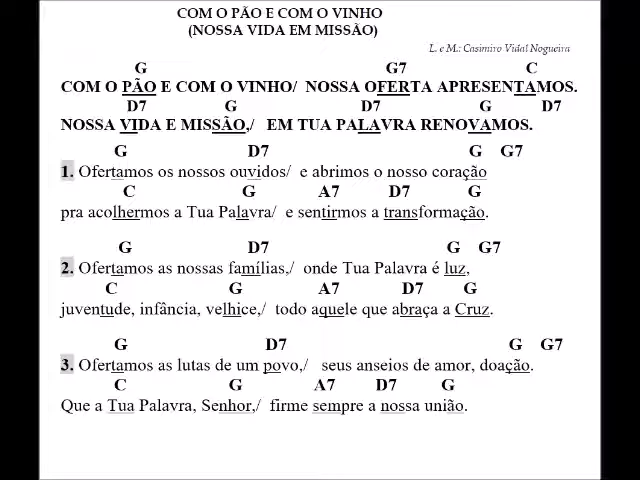 COM O PÃO E COM O VINHO
(NOSSA VIDA EM MISSÃO)
L. e M.: Casimiro Vidal Nogueira
G G7 C
COM O PÃO E COM O VINHO/ NOSSA OFERTA APRESENTAMOS.
D7 G D7 G D7
NOSSA VIDA E MISSÃO,/ EM TUA PALAVRA RENOVAMOS.
G D7 G G7
1. Ofertamos os nossos ouvidos/ e abrimos o nosso coração
C G A7 D7 G
pra acolhermos a Tua Palavra/ e sentirmos a transformação.
G D7 G G7
2. Ofertamos as nossas famílias,/ onde Tua Palavra é luz,
C G A7 D7 G
juventude, infância, velhice,/ todo aquele que abraça a Cruz.
G D7 G G7
3. Ofertamos as lutas de um povo,/ seus anseios de amor, doação.
C G A7 D7 G
Que a Tua Palavra, Senhor,/ firme sempre a nossa união.